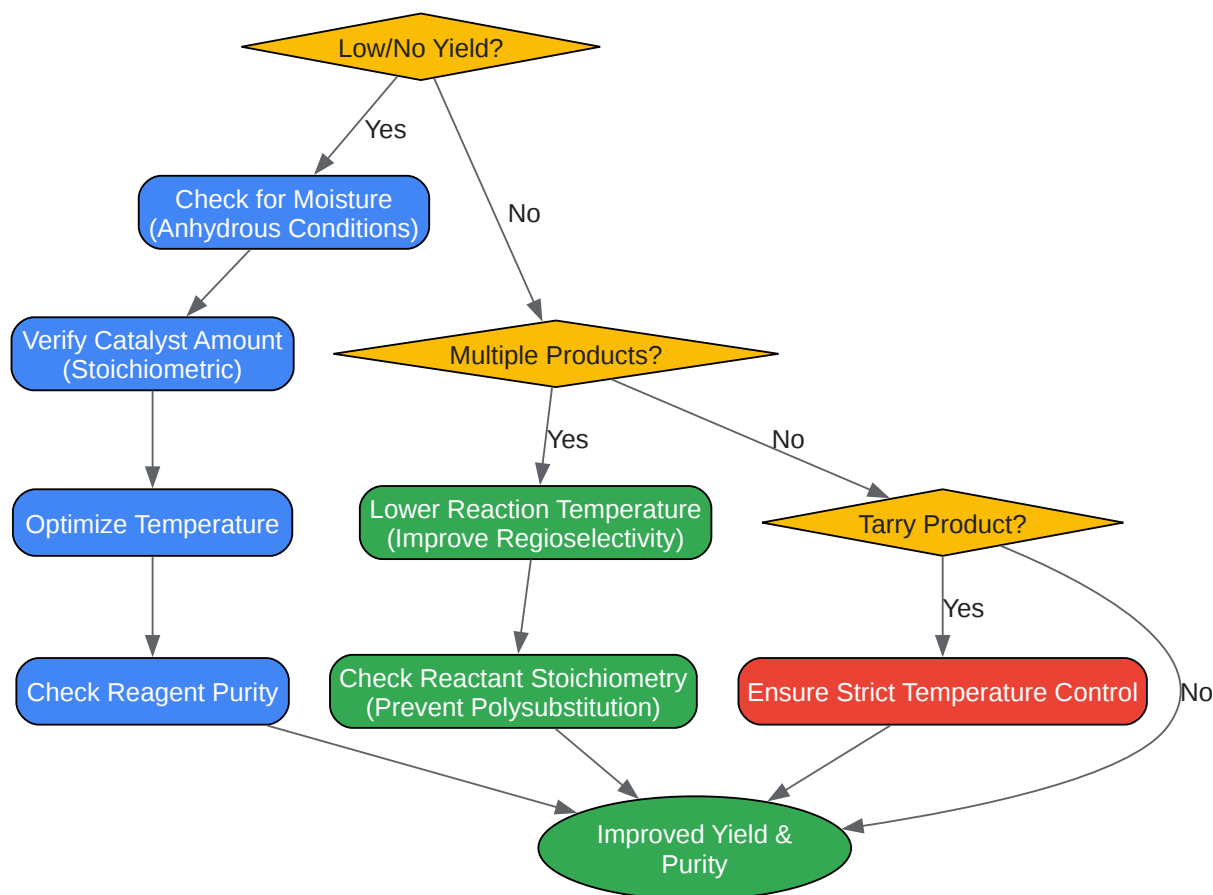 Low/No Yield?
Yes
Check for Moisture
(Anhydrous Conditions)
No
Verify Catalyst Amount
(Stoichiometric)
Multiple Products?
Yes
No
Optimize Temperature
Lower Reaction Temperature
(Improve Regioselectivity)
Tarry Product?
Yes
Check Reagent Purity
Check Reactant Stoichiometry
(Prevent Polysubstitution)
Ensure Strict Temperature Control
No
Improved Yield &
Purity